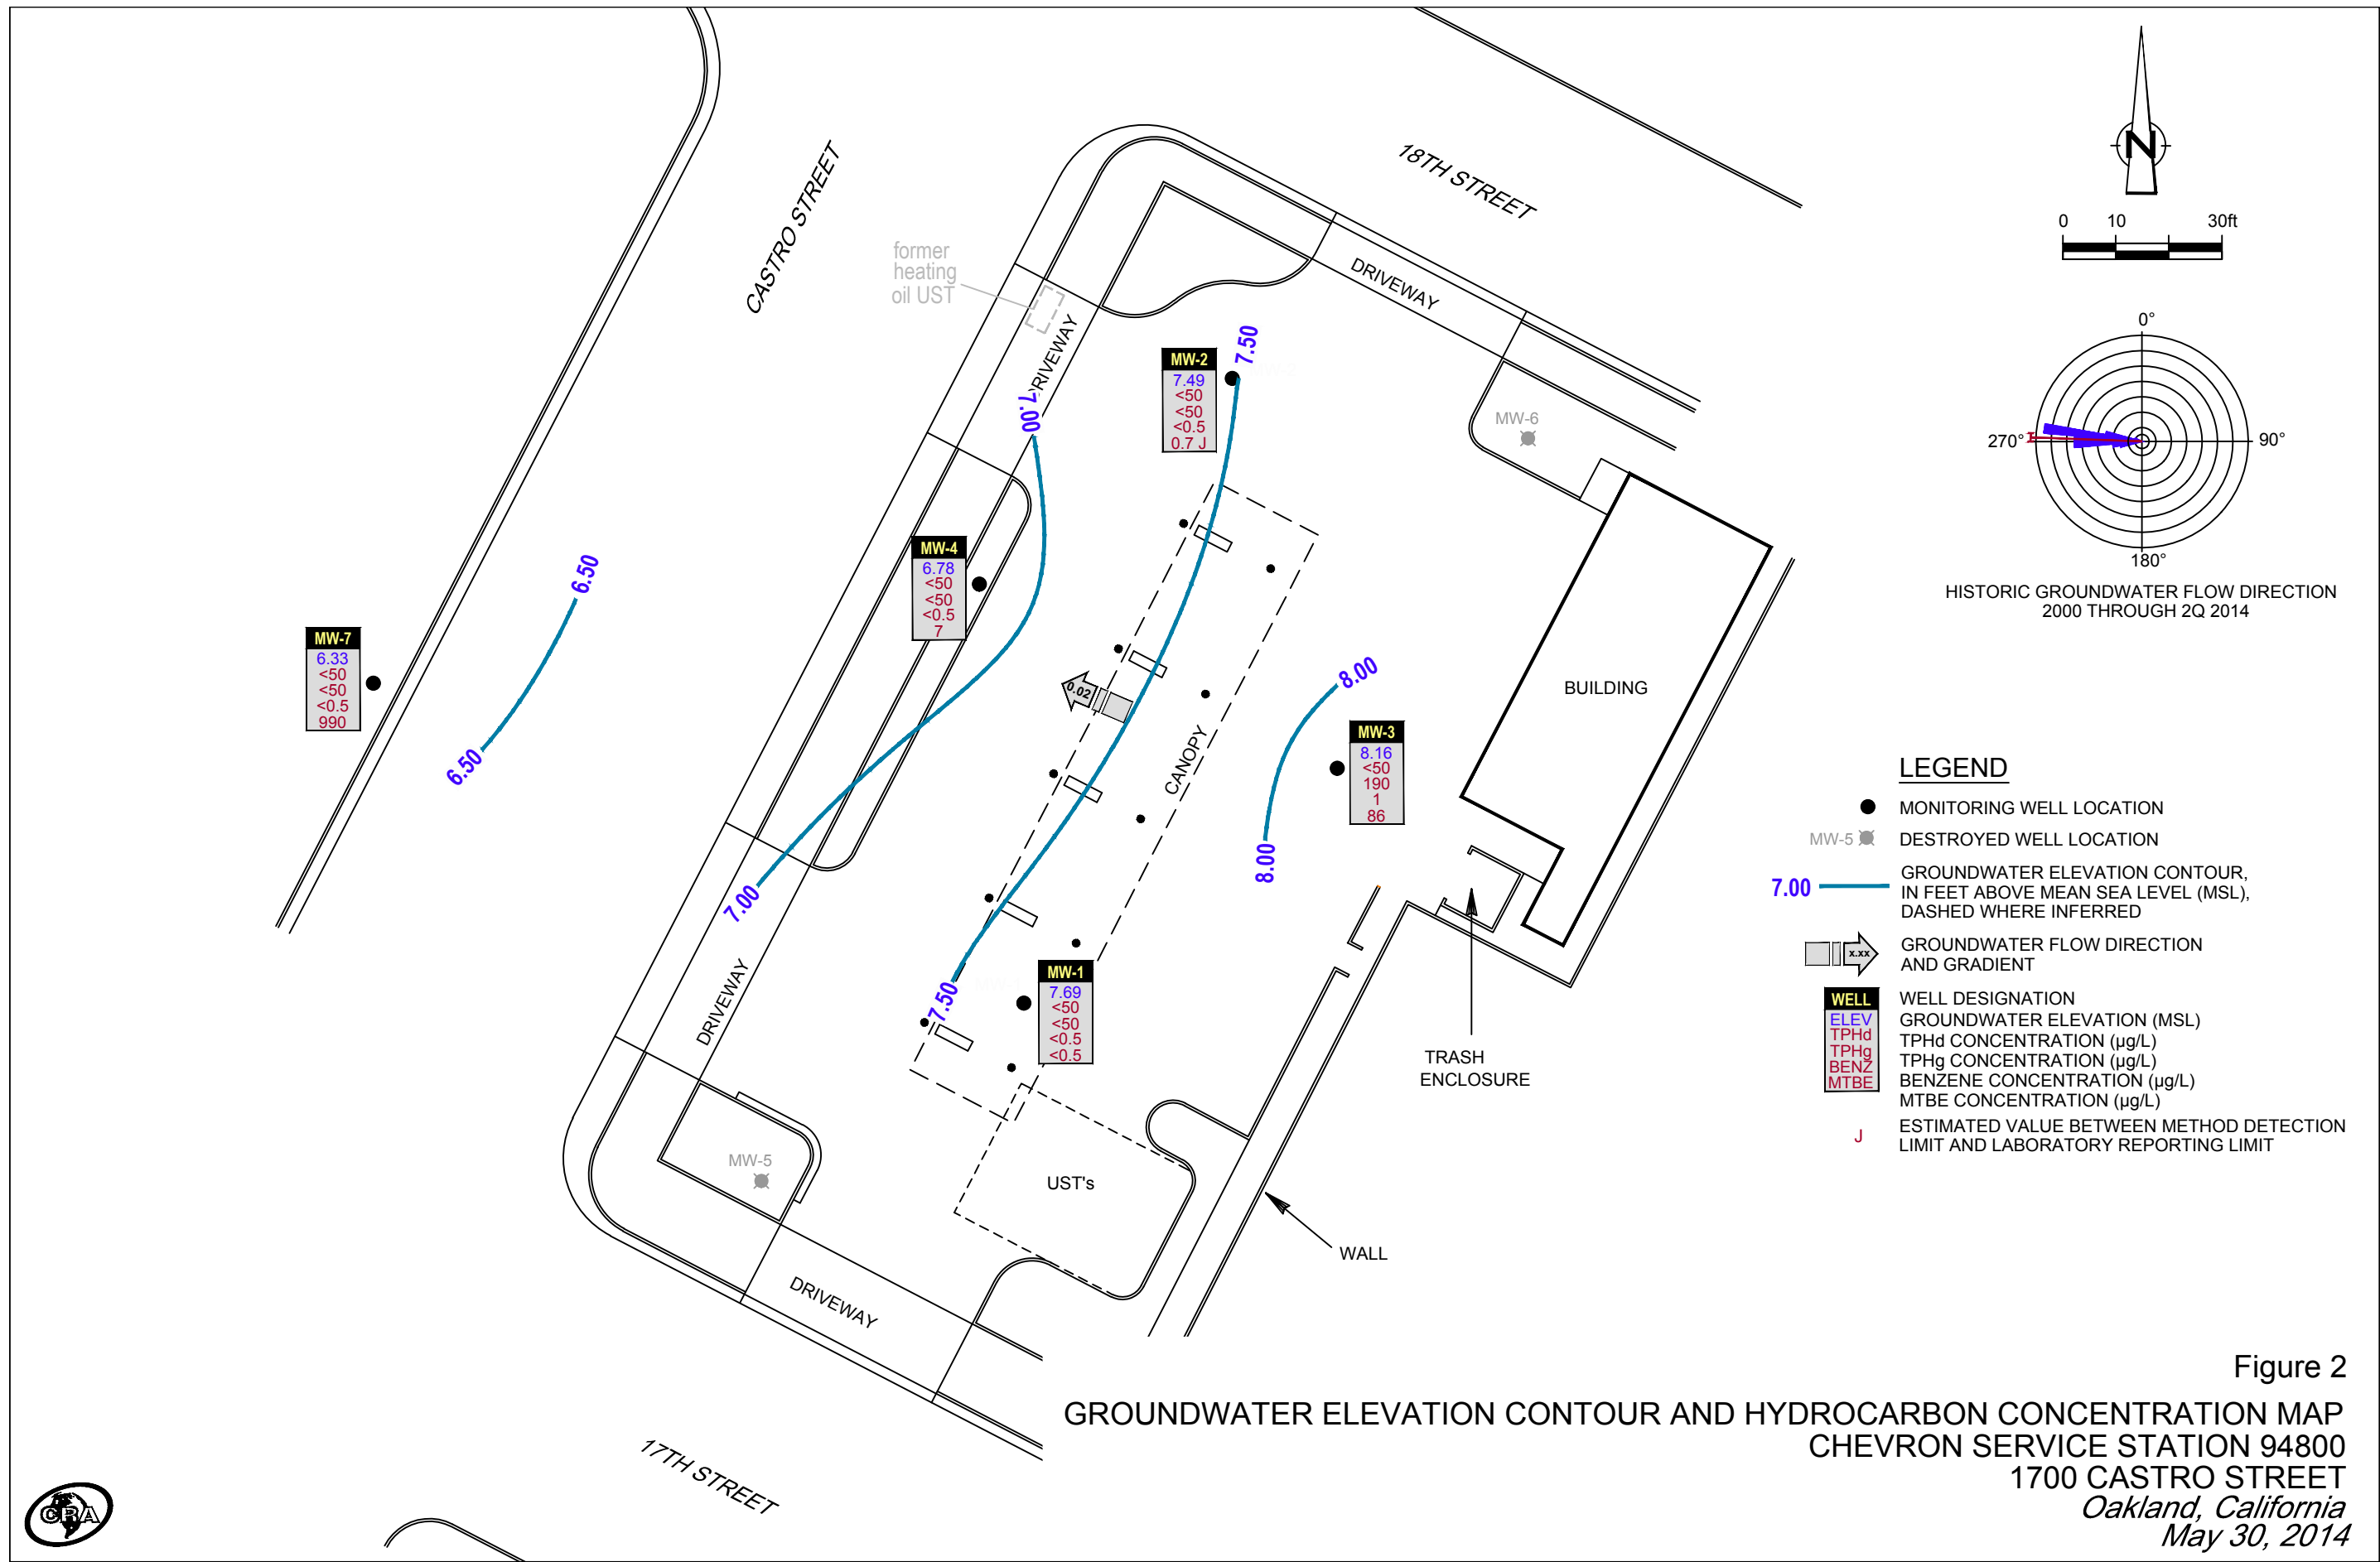 18TH STREET
CASTRO STREET
former
heating
oil UST
DRIVEWAY
DRIVEWAY
N
0 10 30ft
0°
270° 90°
180°
HISTORIC GROUNDWATER FLOW DIRECTION
2000 THROUGH 2Q 2014
7.50
MW-2
7.49
<50
<50
<0.5
0.7 J
7.00
MW-6
MW-4
6.78
<50
<50
<0.5
7
6.50
MW-7
6.33
<50
<50
<0.5
990
6.50
0.02
8.00
BUILDING
CANOPY
MW-3
8.16
<50
190
1
86
8.00
7.00
7.50
MW-1
7.69
<50
<50
<0.5
<0.5
DRIVEWAY
TRASH
ENCLOSURE
MW-5
UST's
WALL
DRIVEWAY
17TH STREET
LEGEND
MONITORING WELL LOCATION
MW-5 DESTROYED WELL LOCATION
7.00
GROUNDWATER ELEVATION CONTOUR,
IN FEET ABOVE MEAN SEA LEVEL (MSL),
DASHED WHERE INFERRED
x.xx
GROUNDWATER FLOW DIRECTION
AND GRADIENT
WELL WELL DESIGNATION
ELEV GROUNDWATER ELEVATION (MSL)
TPHd TPHd CONCENTRATION (µg/L)
TPHg TPHg CONCENTRATION (µg/L)
BENZ BENZENE CONCENTRATION (µg/L)
MTBE MTBE CONCENTRATION (µg/L)
J
ESTIMATED VALUE BETWEEN METHOD DETECTION
LIMIT AND LABORATORY REPORTING LIMIT
Figure 2
GROUNDWATER ELEVATION CONTOUR AND HYDROCARBON CONCENTRATION MAP
CHEVRON SERVICE STATION 94800
1700 CASTRO STREET
Oakland, California
May 30, 2014
CRA